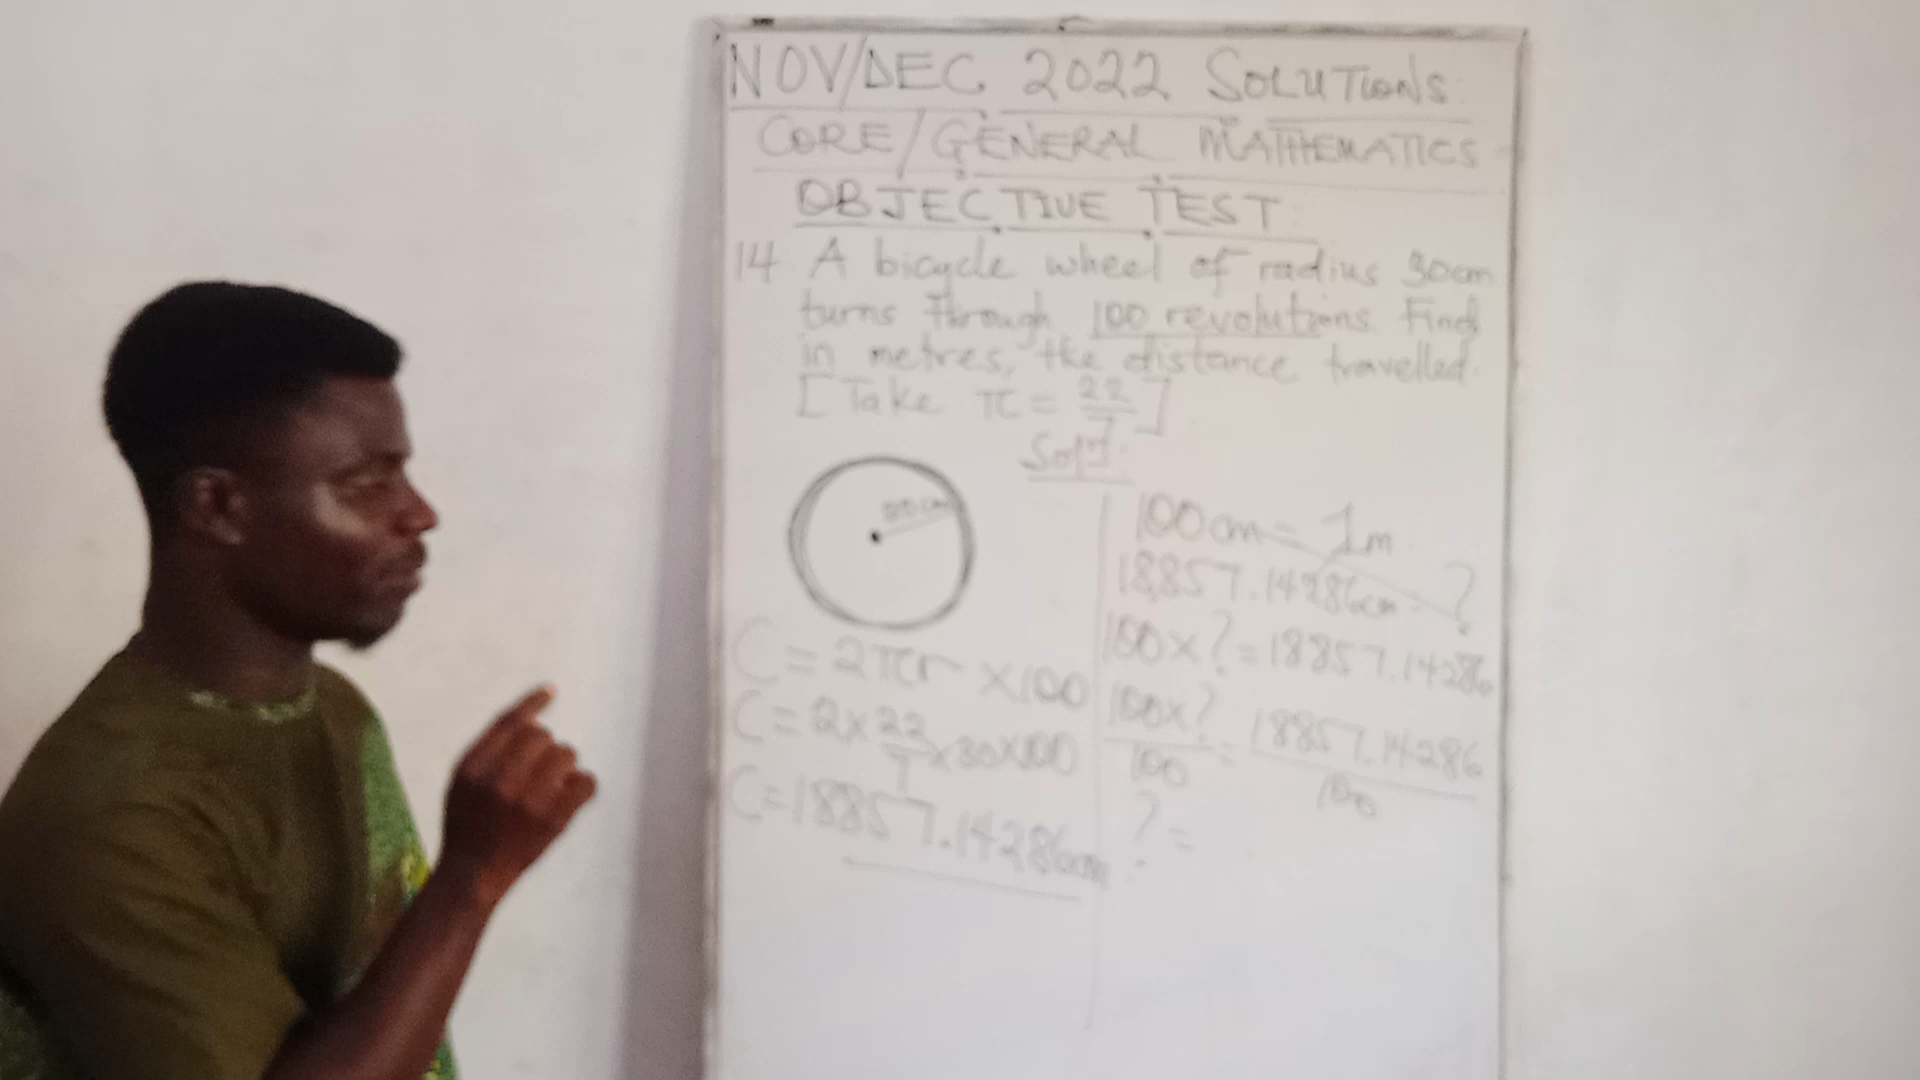 NOV/DEC 2022 SOLUTIONS
CORE/GENERAL MATHEMATICS
OBJECTIVE TEST
14 A bicycle wheel of radius 30cm
turns through 100 revolutions. Find
in metres, the distance travelled.
[Take π = 22/7]
Soln.
C = 2πr ×100
C = 2×22/7×30×100
C=18857.14286cm
100cm = 1m
18857.14286cm = ?
100×? = 18857.14286
100×?/100 = 18857.14286/100
? =